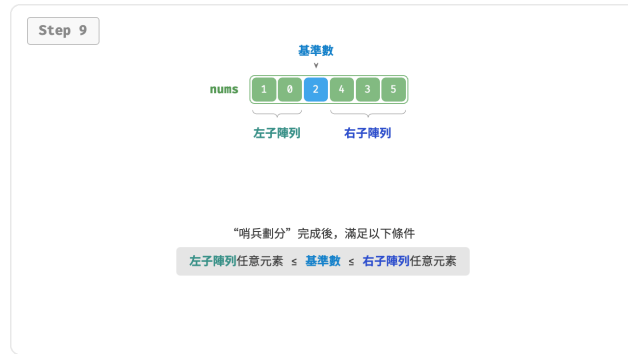 Step 9
基準數
nums 1 0 2 4 3 5
左子陣列 右子陣列
“哨兵劃分”完成後，滿足以下條件
左子陣列任意元素 ≤ 基準數 ≤ 右子陣列任意元素